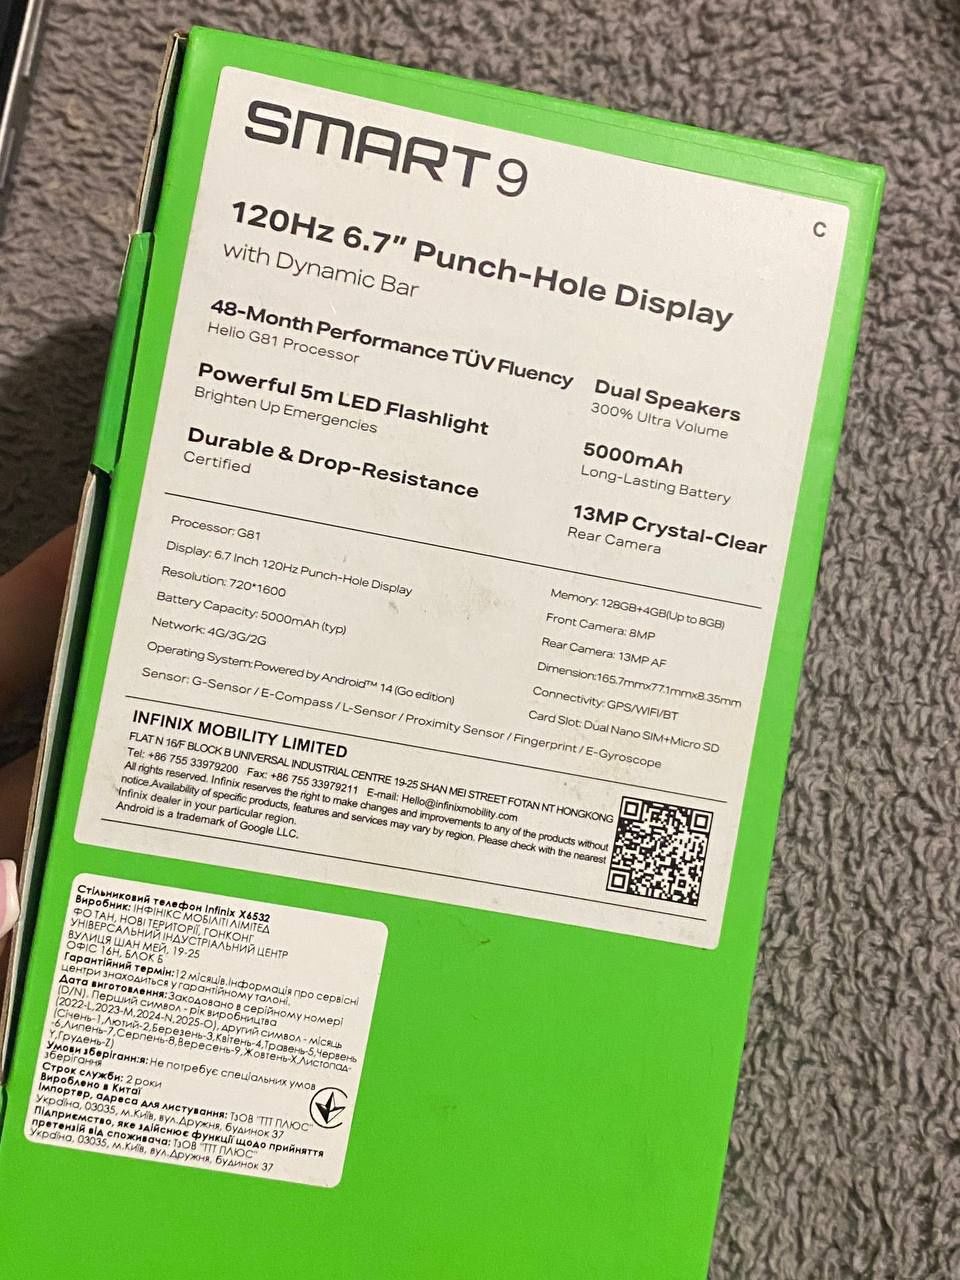 SMART 9
C
120Hz 6.7” Punch-Hole Display
with Dynamic Bar
48-Month Performance TÜV Fluency
Helio G81 Processor
Powerful 5m LED Flashlight
Brighten Up Emergencies
Durable & Drop-Resistance
Certified
Dual Speakers
300% Ultra Volume
5000mAh
Long-Lasting Battery
13MP Crystal-Clear
Rear Camera
Processor: G81
Display: 6.7 Inch 120Hz Punch-Hole Display
Resolution: 720*1600
Battery Capacity: 5000mAh (typ)
Network: 4G/3G/2G
Operating System:Powered by Android™ 14 (Go edition)
Sensor: G-Sensor / E-Compass / L-Sensor / Proximity Sensor / Fingerprint / E-Gyroscope
Memory: 128GB+4GB(Up to 8GB)
Front Camera: 8MP
Rear Camera: 13MP AF
Dimension:165.7mmx77.1mmx8.35mm
Connectivity: GPS/WIFI/BT
Card Slot: Dual Nano SIM+Micro SD
INFINIX MOBILITY LIMITED
FLAT N 16/F BLOCK B UNIVERSAL INDUSTRIAL CENTRE 19-25 SHAN MEI STREET FOTAN NT HONGKONG
Tel: +86 755 33979200 Fax: +86 755 33979211 E-mail: Hello@infinixmobility.com
All rights reserved. Infinix reserves the right to make changes and improvements to any of the products without
notice.Availability of specific products, features and services may vary by region. Please check with the nearest
Infinix dealer in your particular region.
Android is a trademark of Google LLC.
Стільниковий телефон Infinix X6532
Виробник: ІНФІНІКС МОБІЛІТІ ЛІМІТЕД
ФО ТАН, НОВІ ТЕРИТОРІЇ, ГОНКОНГ
УНІВЕРСАЛЬНИЙ ІНДУСТРІАЛЬНИЙ ЦЕНТР
ВУЛИЦЯ ШАН МЕЙ, 19-25
ОФІС 16Н, БЛОК Б
Гарантійний термін: 12 місяців.Інформація про сервісні
центри знаходиться у гарантійному талоні.
Дата виготовлення: Закодовано в серійному номері
(D/N). Перший символ - рік виробництва
(2022-L,2023-M,2024-N,2025-O), другий символ - місяць
(Січень-1,Лютий-2,Березень-3,Квітень-4,Травень-5,Червень
-6,Липень-7,Серпень-8,Вересень-9,Жовтень-X,Листопад-
Y,Грудень-Z)
Умови зберігання: Не потребує спеціальних умов
зберігання
Строк служби: 2 роки
Вироблено в Китаї
Імпортер, адреса для листування: ТзОВ "ТТТ ПЛЮС"
Україна, 03035, м.Київ, вул.Дружня, будинок 37
Підприємство, яке здійснює функції щодо прийняття
претензій від споживача: ТзОВ "ТТТ ПЛЮС"
Україна, 03035, м.Київ, вул.Дружня, будинок 37